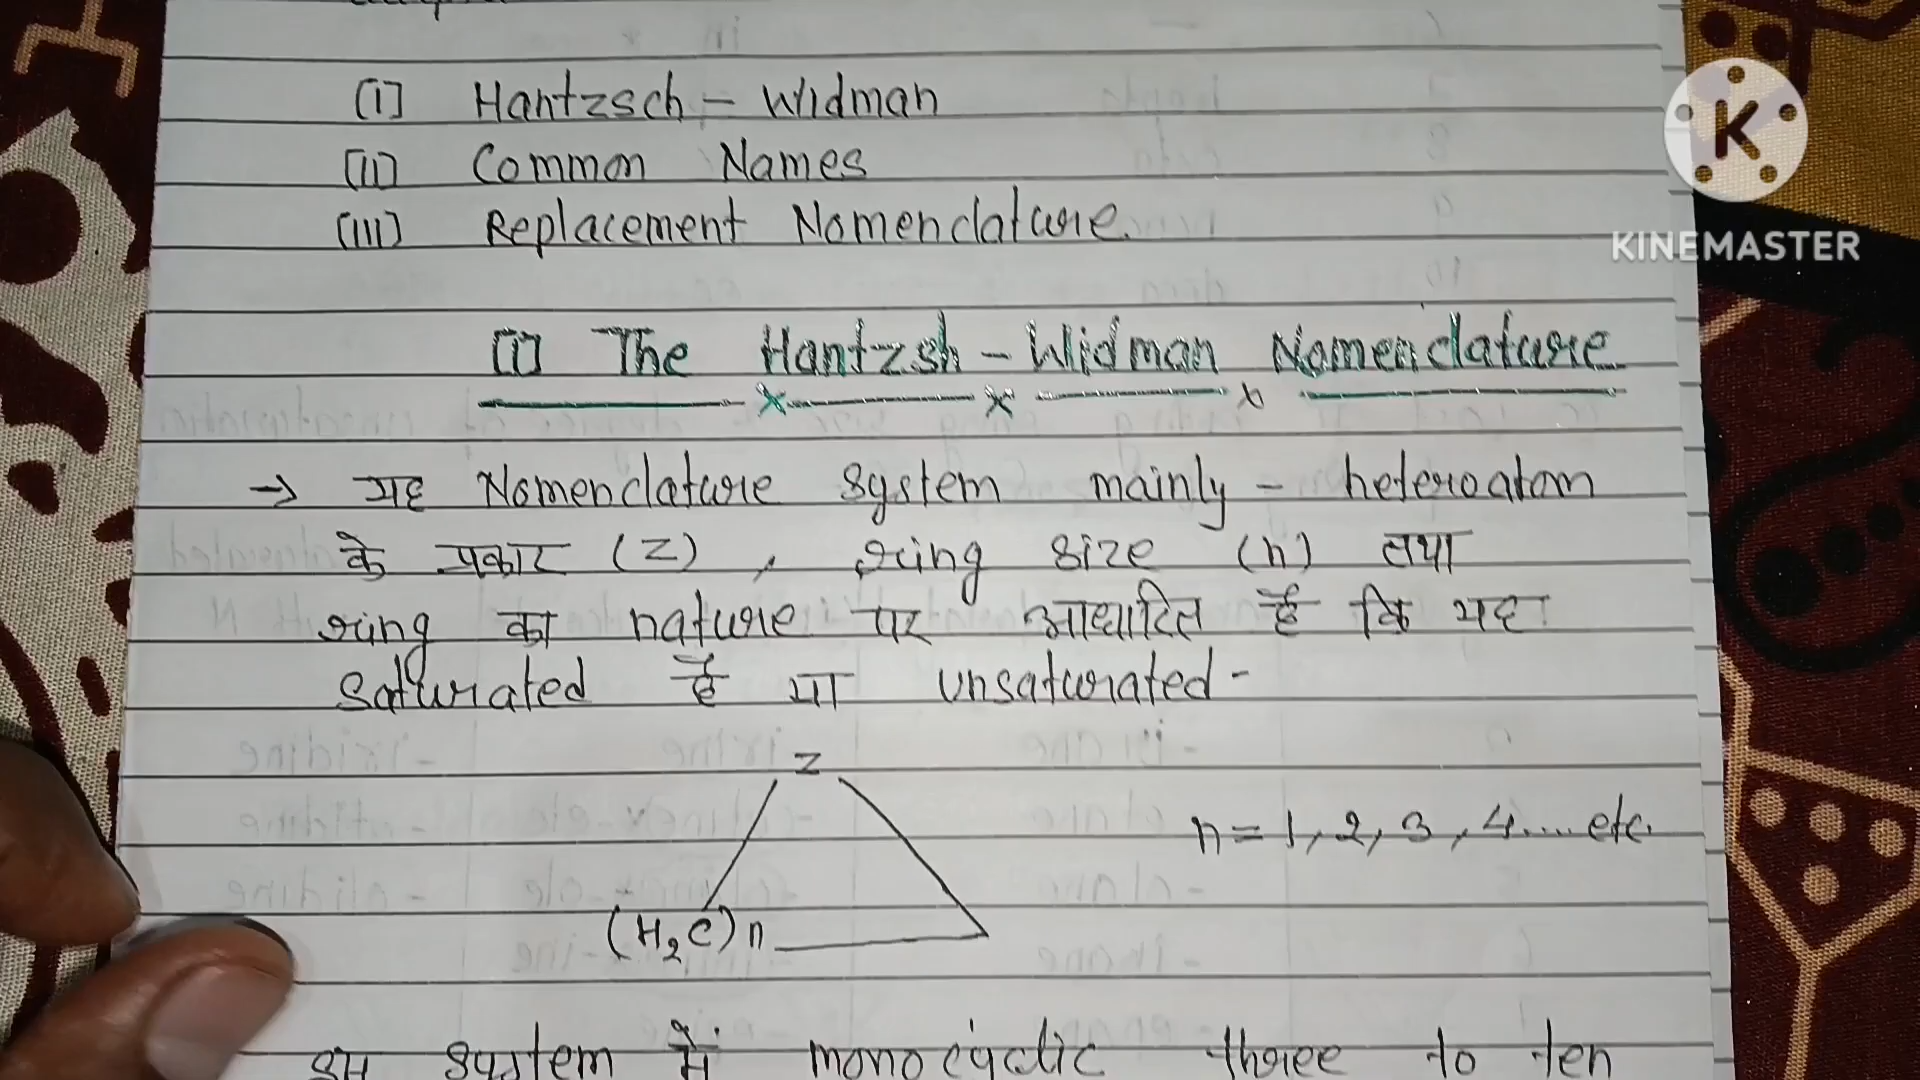 [I] Hantzsch - Widman
[II] Common Names
[III] Replacement Nomenclature.
K
KINEMASTER
[I] The Hantzsh - Widman Nomenclature
→ यह Nomenclature system mainly - heteroatom
के प्रकार (Z), ring size (n) तथा
ring का nature पर आधारित है कि यह
saturated है या unsaturated -
Z
n = 1, 2, 3, 4.... etc.
(H₂C)n
इस system में monocyclic three to ten